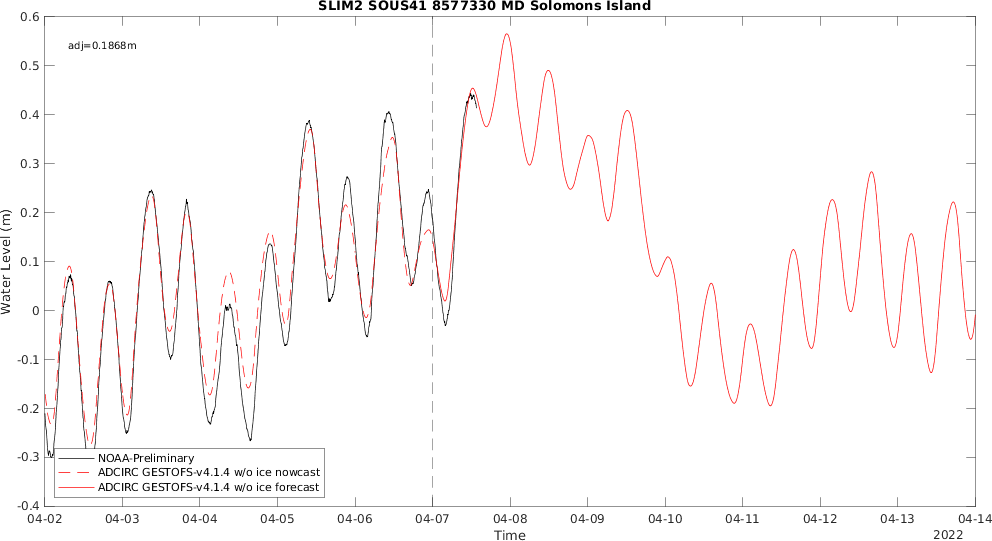 SLIM2 SOUS41 8577330 MD Solomons Island
0.6
adj=0.1868m
0.5
0.4
0.3
0.2
0.1
0
-0.1
-0.2
-0.3
-0.4
Water Level (m)
NOAA-Preliminary
ADCIRC GESTOFS-v4.1.4 w/o ice nowcast
ADCIRC GESTOFS-v4.1.4 w/o ice forecast
04-02 04-03 04-04 04-05 04-06 04-07 04-08 04-09 04-10 04-11 04-12 04-13 04-14
Time
2022